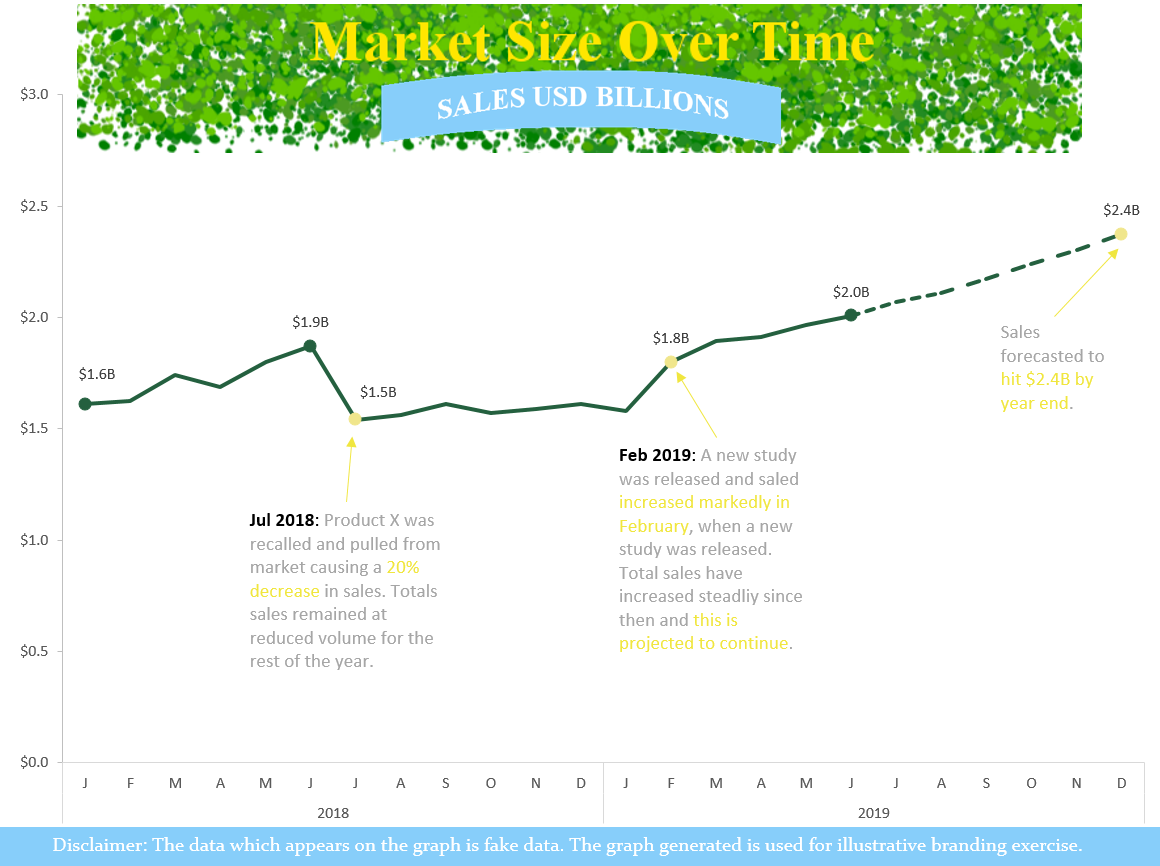 Market Size Over Time
SALES USD BILLIONS
$3.0
$2.5
$2.0
$1.5
$1.0
$0.5
$0.0
$1.6B
$1.9B
$1.5B
$1.8B
$2.0B
$2.4B
Jul 2018: Product X was
recalled and pulled from
market causing a 20%
decrease in sales. Totals
sales remained at
reduced volume for the
rest of the year.
Feb 2019: A new study
was released and saled
increased markedly in
February, when a new
study was released.
Total sales have
increased steadliy since
then and this is
projected to continue.
Sales
forecasted to
hit $2.4B by
year end.
J F M A M J J A S O N D J F M A M J J A S O N D
2018 2019
Disclaimer: The data which appears on the graph is fake data. The graph generated is used for illustrative branding exercise.